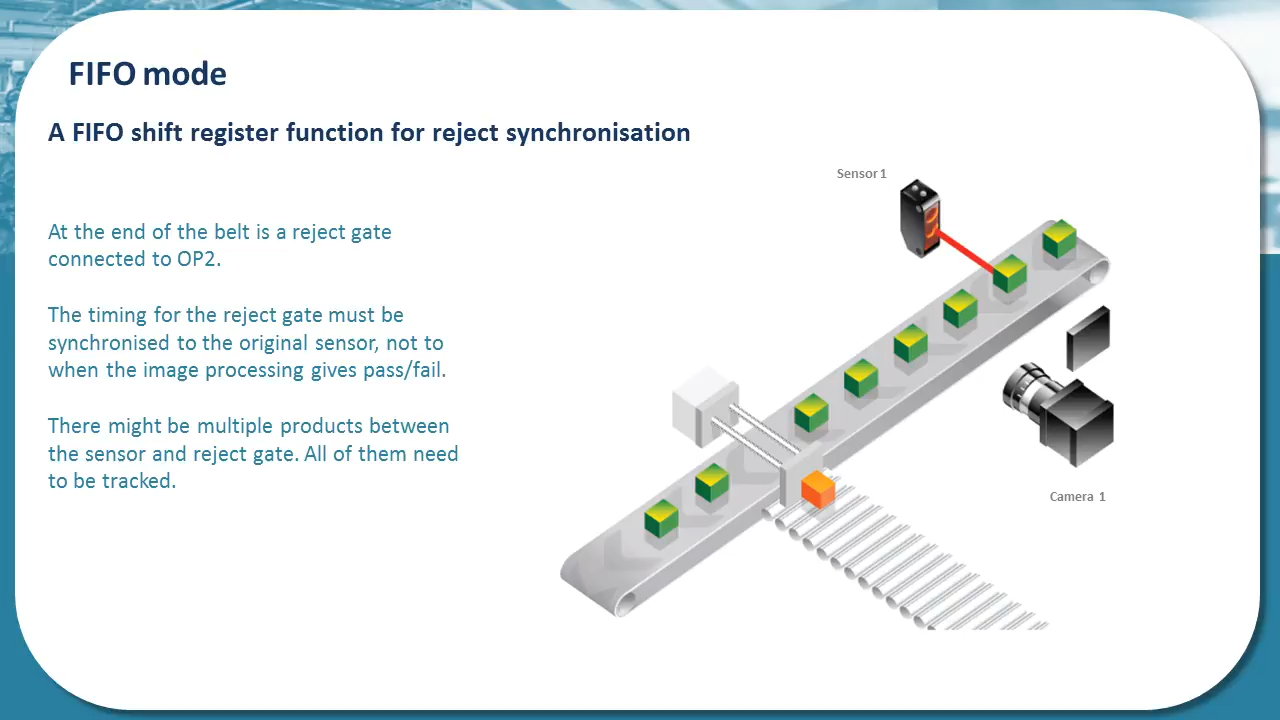 FIFO mode
A FIFO shift register function for reject synchronisation
Sensor 1
At the end of the belt is a reject gate
connected to OP2.
The timing for the reject gate must be
synchronised to the original sensor, not to
when the image processing gives pass/fail.
There might be multiple products between
the sensor and reject gate. All of them need
to be tracked.
Camera 1